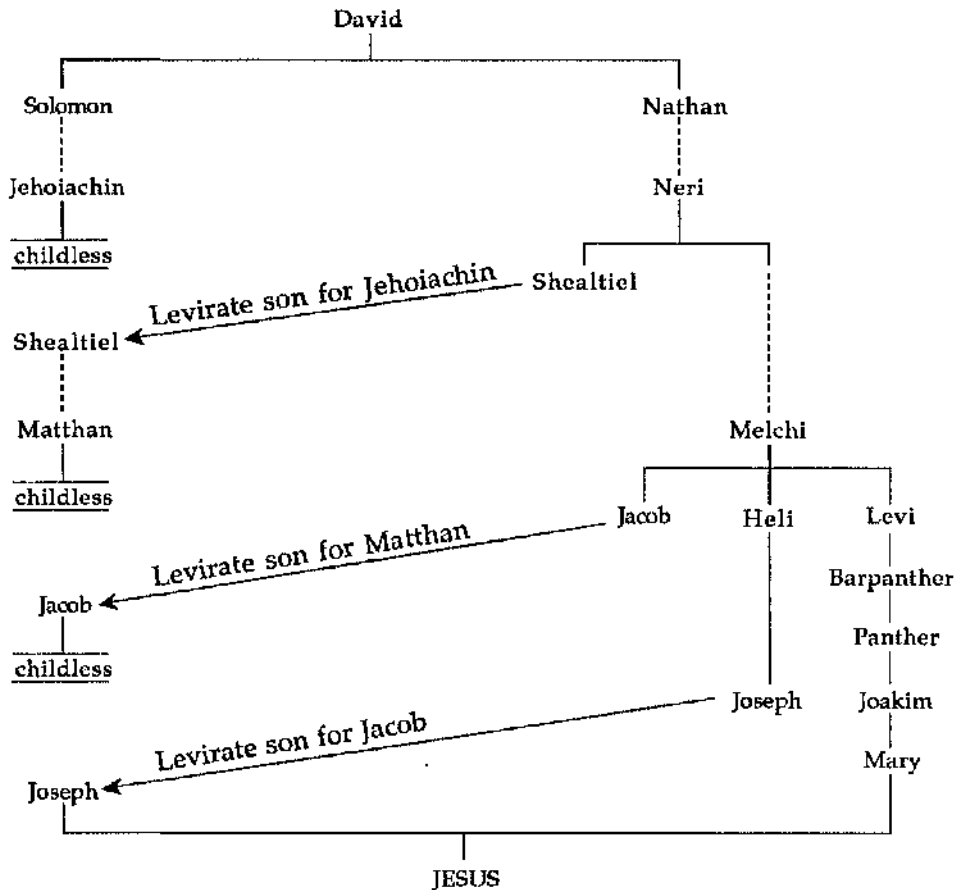 David
Solomon Nathan
Jehoiachin Neri
childless
Levirate son for Jehoiachin Shealtiel
Shealtiel
Matthan Melchi
childless
Jacob Heli Levi
Levirate son for Matthan
Barpanther
Jacob
Panther
childless
Joseph Joakim
Levirate son for Jacob
Mary
Joseph
JESUS